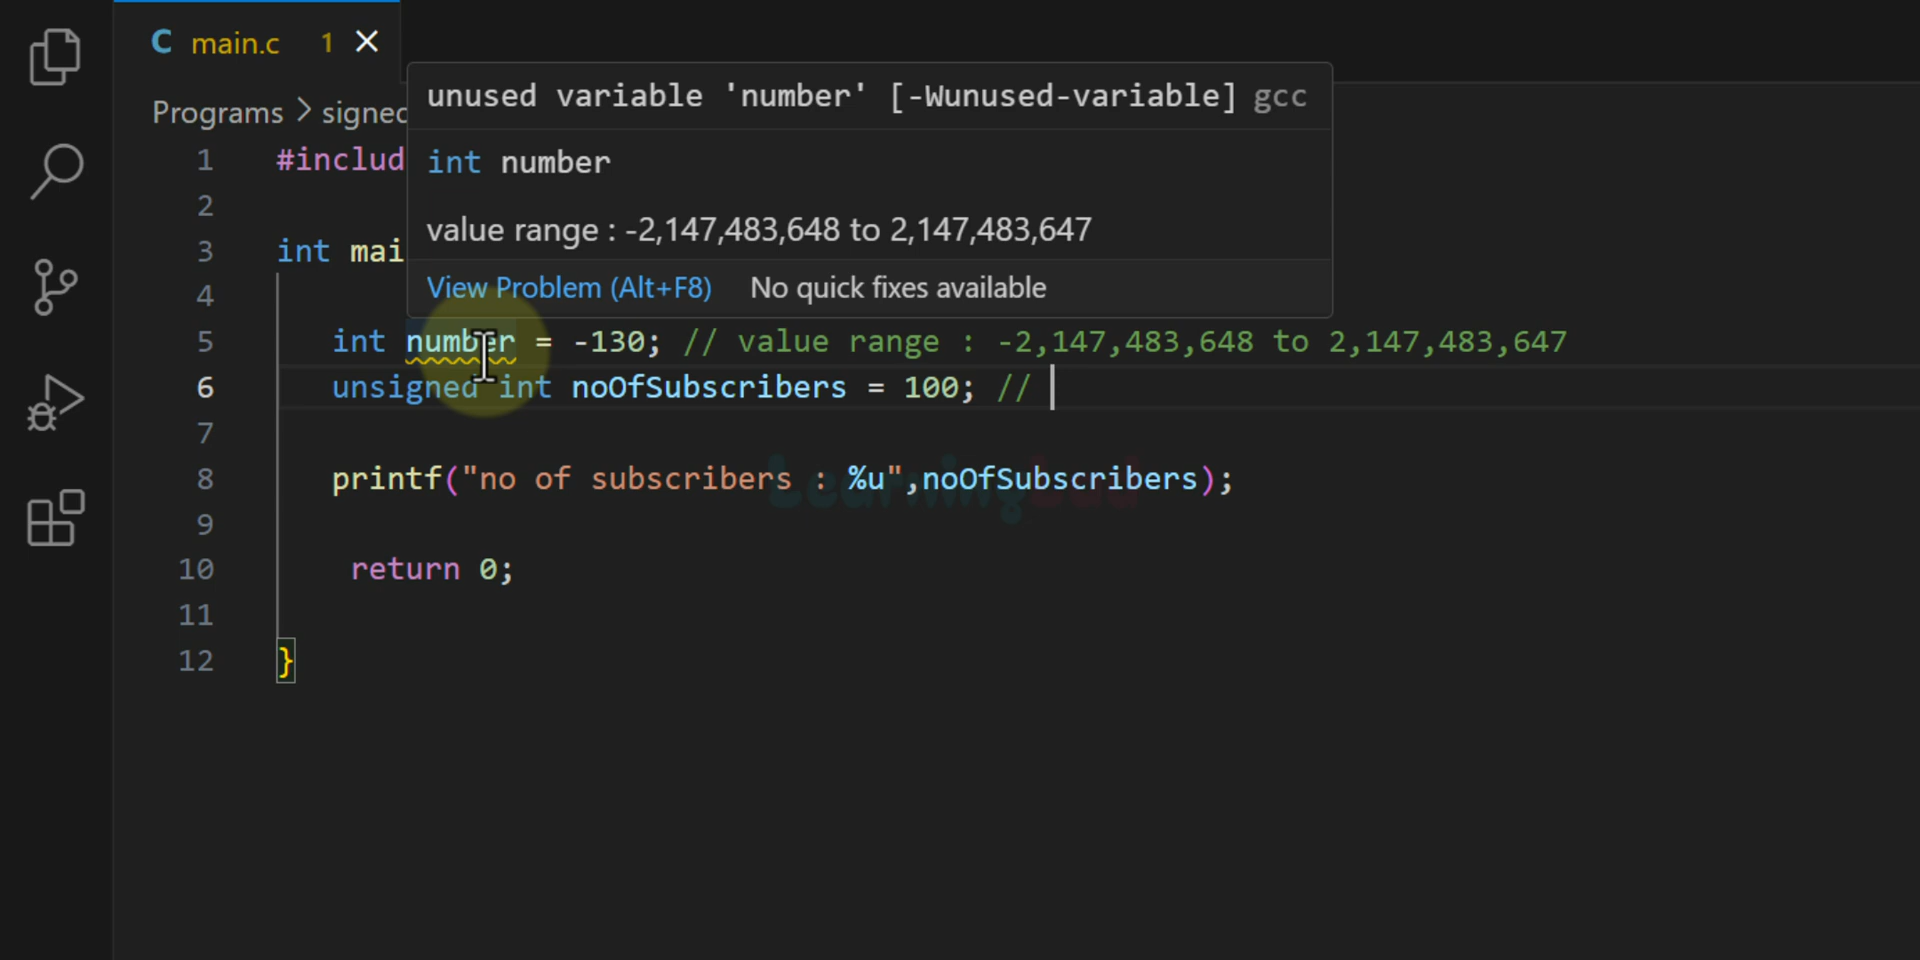 C main.c 1
Programs > signed
unused variable 'number' [-Wunused-variable] gcc
int number
value range : -2,147,483,648 to 2,147,483,647
View Problem (Alt+F8) No quick fixes available
1 #includ
2
3 int mai
4
5 int number = -130; // value range : -2,147,483,648 to 2,147,483,647
6 unsigned int noOfSubscribers = 100; //
7
8 printf("no of subscribers : %u",noOfSubscribers);
LearningLad
9
10 return 0;
11
12 }